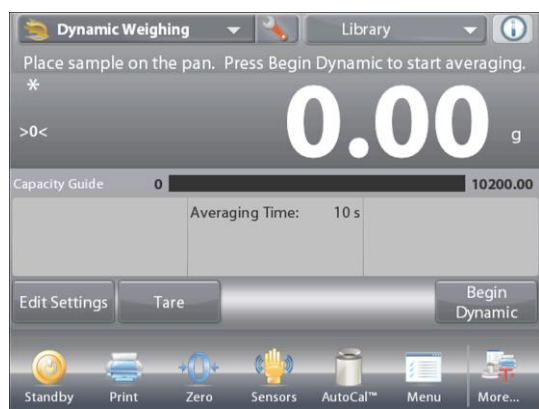 Dynamic Weighing Library
Place sample on the pan. Press Begin Dynamic to start averaging.
*
>0< 0.00 g
Capacity Guide 0 10200.00
Averaging Time: 10 s
Edit Settings Tare Begin
Dynamic
Standby Print Zero Sensors AutoCal™ Menu More...